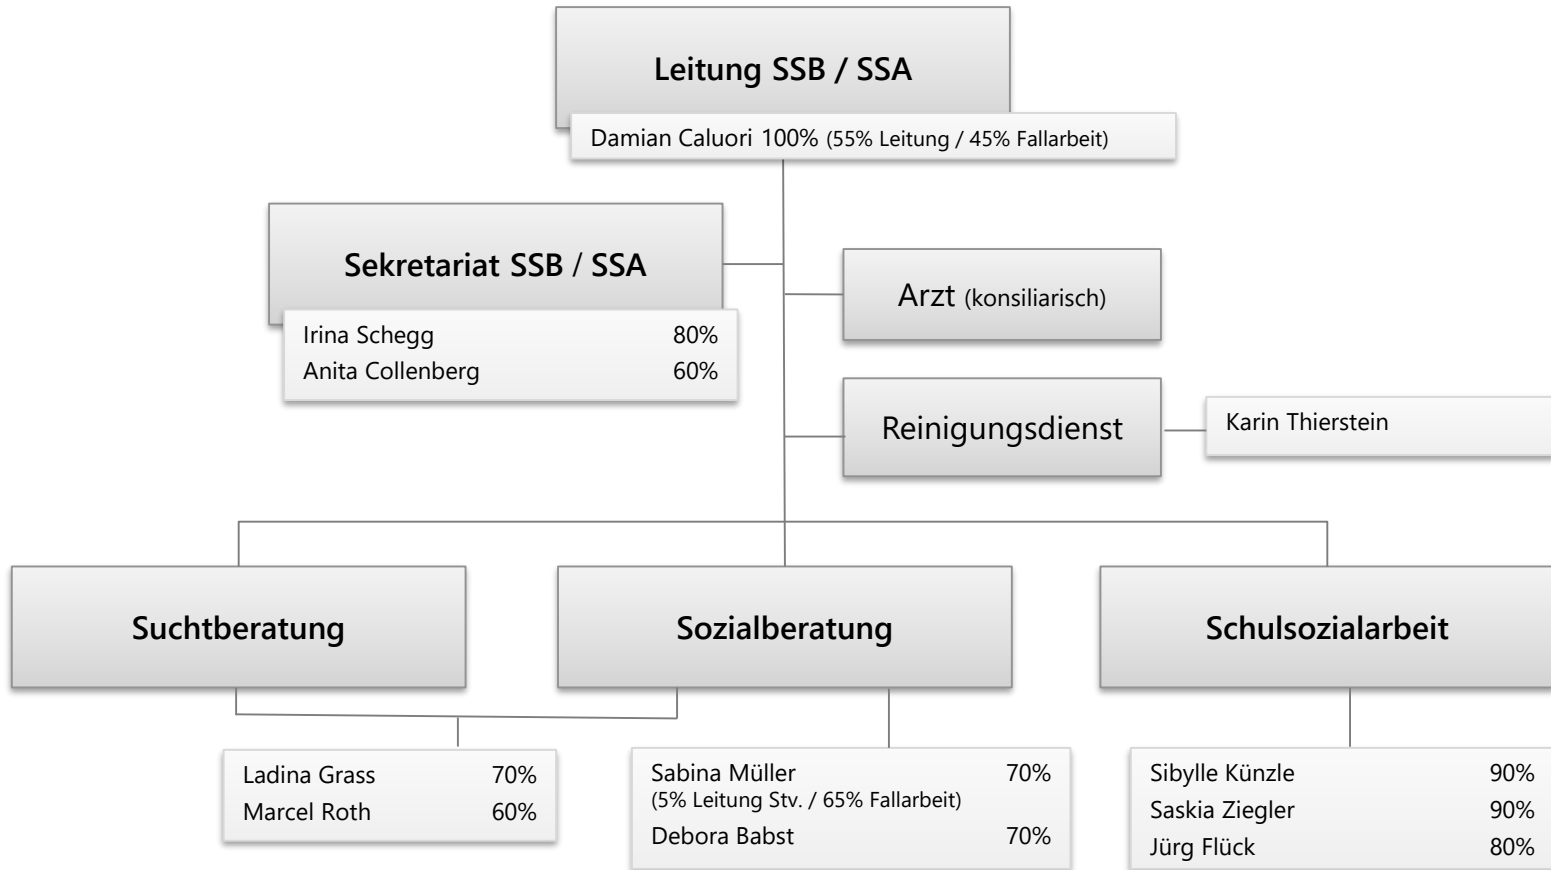 Leitung SSB / SSA
Damian Caluori 100% (55% Leitung / 45% Fallarbeit)
Sekretariat SSB / SSA
Irina Schegg 80%
Anita Collenberg 60%
Arzt (konsiliarisch)
Reinigungsdienst
Karin Thierstein
Suchtberatung
Sozialberatung
Schulsozialarbeit
Ladina Grass 70%
Marcel Roth 60%
Sabina Müller 70%
(5% Leitung Stv. / 65% Fallarbeit)
Debora Babst 70%
Sibylle Künzle 90%
Saskia Ziegler 90%
Jürg Flück 80%